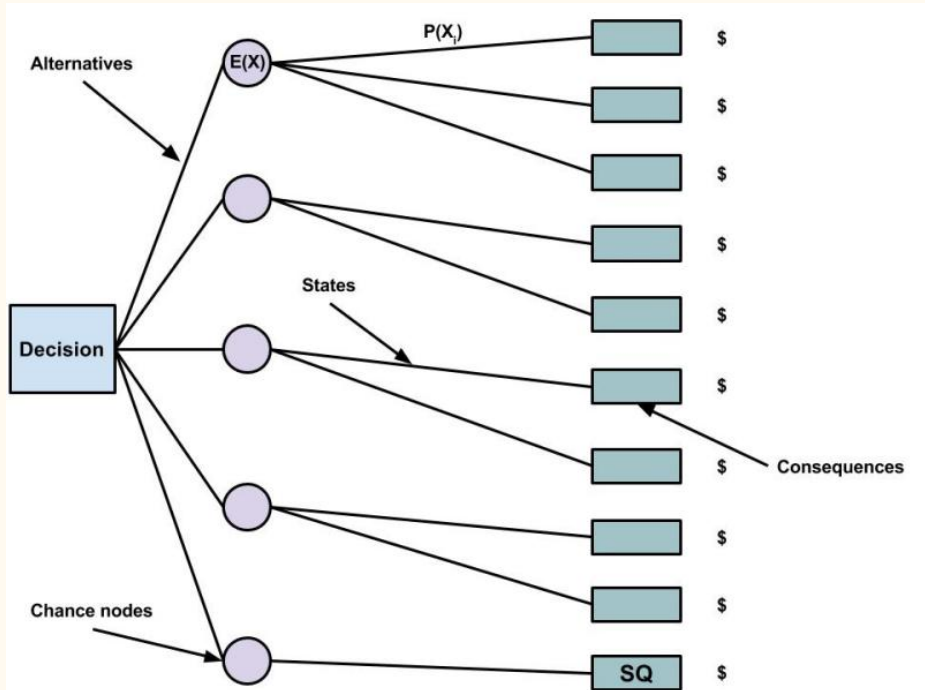 P(Xi)
$
Alternatives
E(X)
$
$
$
States
$
Decision
$
Consequences
$
$
Chance nodes
$
SQ
$